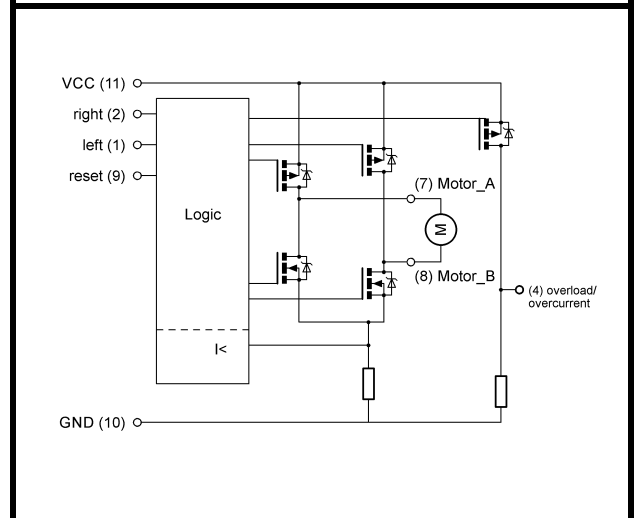 VCC (11)
right (2)
left (1)
reset (9)
Logic
(7) Motor_A
M
(8) Motor_B
(4) overload/
overcurrent
I<
GND (10)